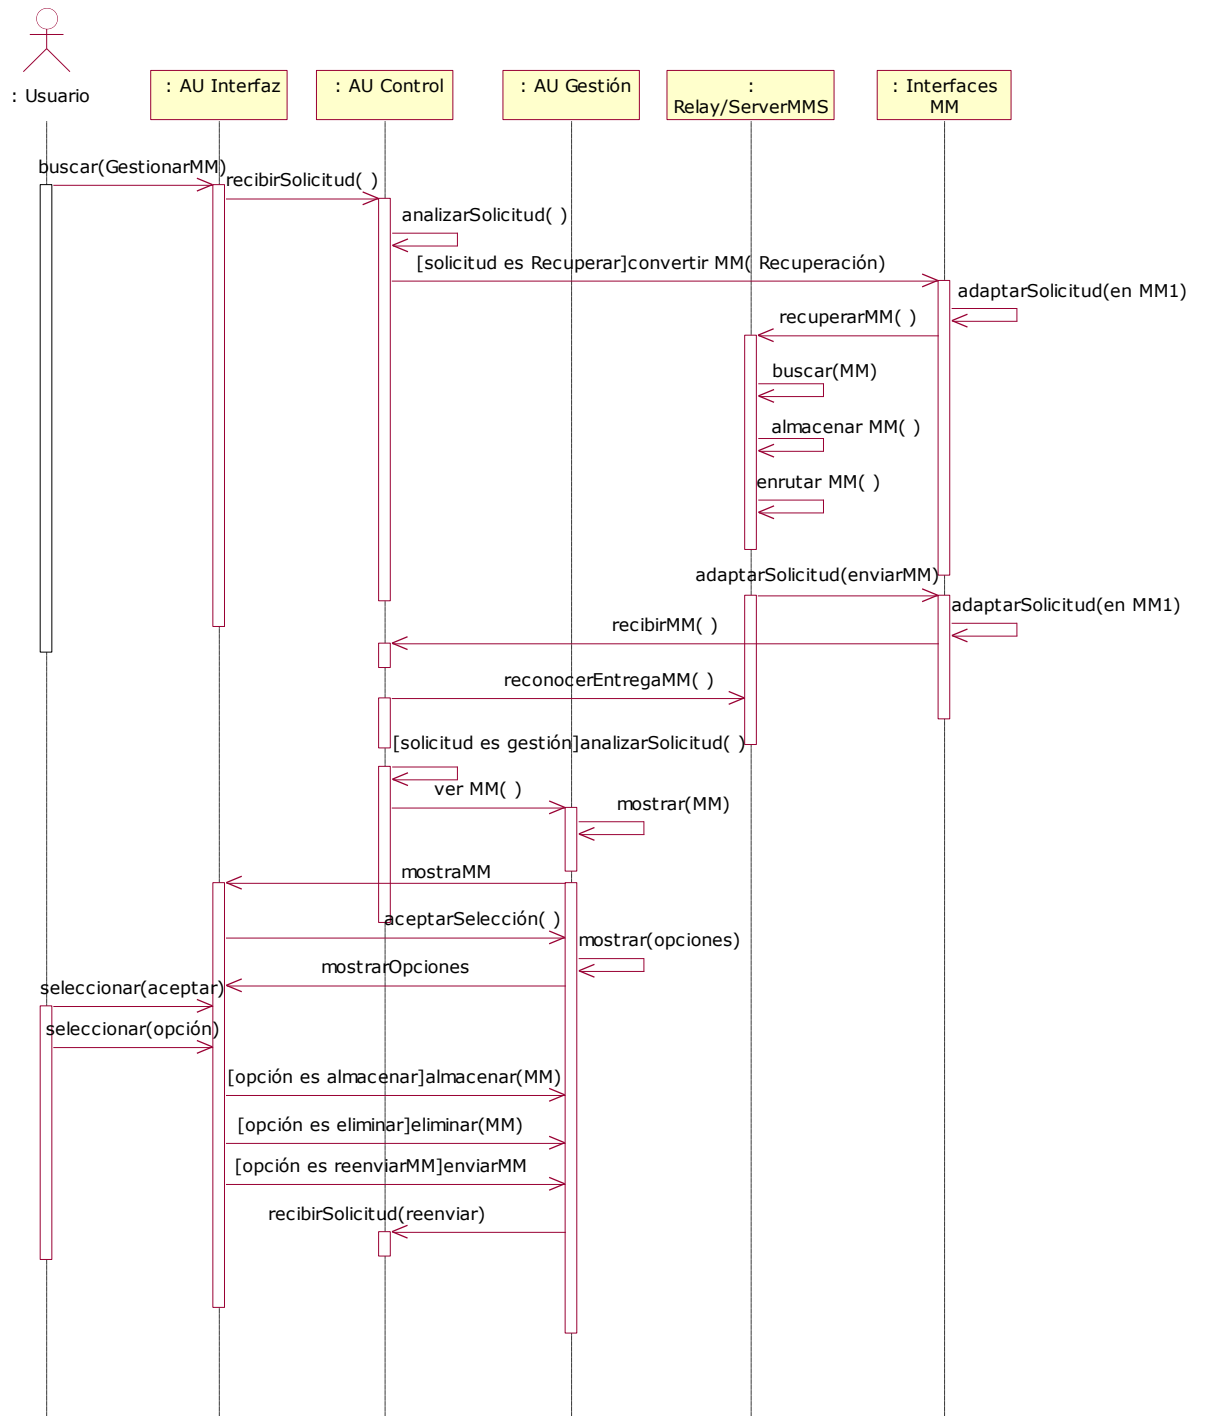 : Usuario
: AU Interfaz
: AU Control
: AU Gestión
:
Relay/ServerMMS
: Interfaces
MM
buscar(GestionarMM)
recibirSolicitud( )
analizarSolicitud( )
[solicitud es Recuperar]convertir MM( Recuperación)
adaptarSolicitud(en MM1)
recuperarMM( )
buscar(MM)
almacenar MM( )
enrutar MM( )
adaptarSolicitud(enviarMM)
adaptarSolicitud(en MM1)
recibirMM( )
reconocerEntregaMM( )
[solicitud es gestión]analizarSolicitud( )
ver MM( )
mostrar(MM)
mostraMM
aceptarSelección( )
mostrar(opciones)
mostrarOpciones
seleccionar(aceptar)
seleccionar(opción)
[opción es almacenar]almacenar(MM)
[opción es eliminar]eliminar(MM)
[opción es reenviarMM]enviarMM
recibirSolicitud(reenviar)